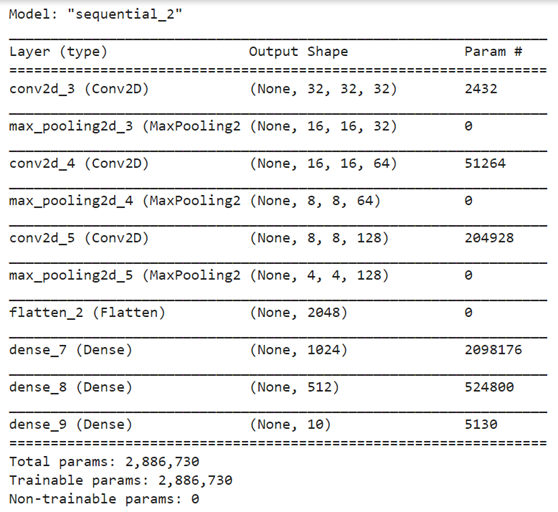 Model: "sequential_2"
Layer (type) Output Shape Param #
conv2d_3 (Conv2D) (None, 32, 32, 32) 2432
max_pooling2d_3 (MaxPooling2 (None, 16, 16, 32) 0
conv2d_4 (Conv2D) (None, 16, 16, 64) 51264
max_pooling2d_4 (MaxPooling2 (None, 8, 8, 64) 0
conv2d_5 (Conv2D) (None, 8, 8, 128) 204928
max_pooling2d_5 (MaxPooling2 (None, 4, 4, 128) 0
flatten_2 (Flatten) (None, 2048) 0
dense_7 (Dense) (None, 1024) 2098176
dense_8 (Dense) (None, 512) 524800
dense_9 (Dense) (None, 10) 5130
Total params: 2,886,730
Trainable params: 2,886,730
Non-trainable params: 0